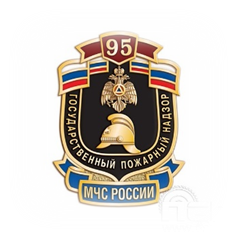 95
ГОСУДАРСТВЕННЫЙ ПОЖАРНЫЙ НАДЗОР
МЧС РОССИИ